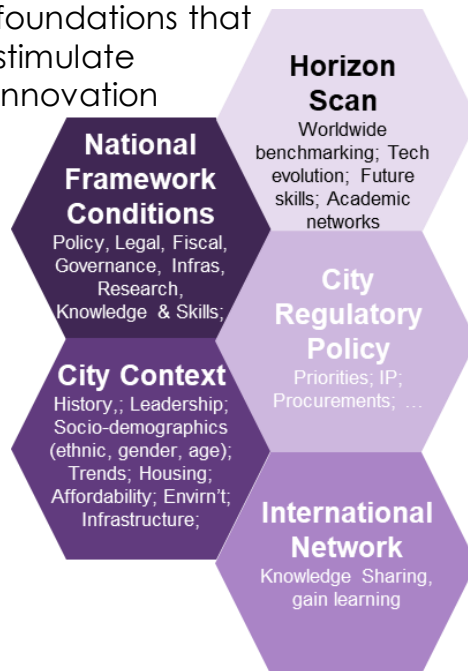 foundations that
stimulate
innovation
Horizon
Scan
Worldwide
benchmarking; Tech
evolution; Future
skills; Academic
networks
National
Framework
Conditions
Policy, Legal, Fiscal,
Governance, Infras,
Research,
Knowledge & Skills;
City
Regulatory
Policy
Priorities; IP;
Procurements; ...
City Context
History,; Leadership;
Socio-demographics
(ethnic, gender, age);
Trends; Housing;
Affordability; Envirn't;
Infrastructure;
International
Network
Knowledge Sharing,
gain learning